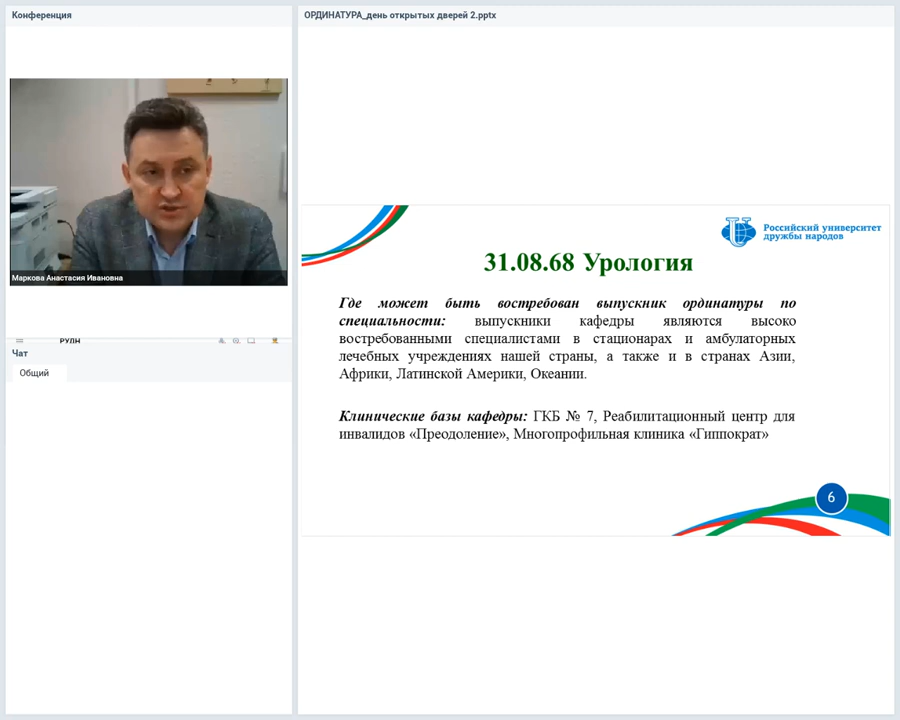 Конференция
ОРДИНАТУРА_день открытых дверей 2.pptx
Маркова Анастасия Ивановна
РУДН
Чат
Общий
Российский университет
дружбы народов
31.08.68 Урология
Где может быть востребован выпускник ординатуры по
специальности: выпускники кафедры являются высоко
востребованными специалистами в стационарах и амбулаторных
лечебных учреждениях нашей страны, а также и в странах Азии,
Африки, Латинской Америки, Океании.
Клинические базы кафедры: ГКБ № 7, Реабилитационный центр для
инвалидов «Преодоление», Многопрофильная клиника «Гиппократ»
6